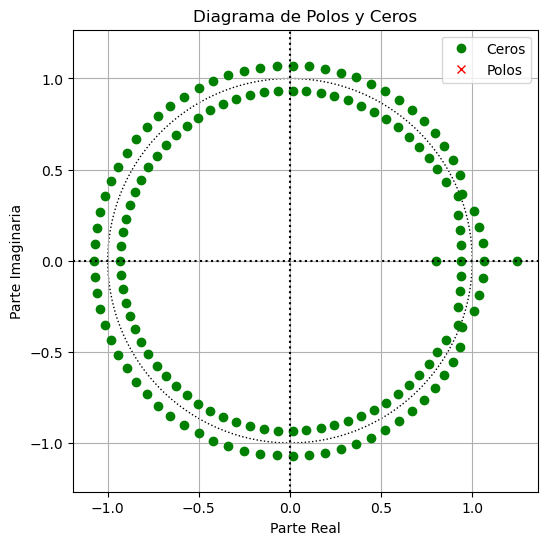 Diagrama de Polos y Ceros
Ceros
Polos
1.0
0.5
0.0
−0.5
−1.0
Parte Imaginaria
−1.0 −0.5 0.0 0.5 1.0
Parte Real